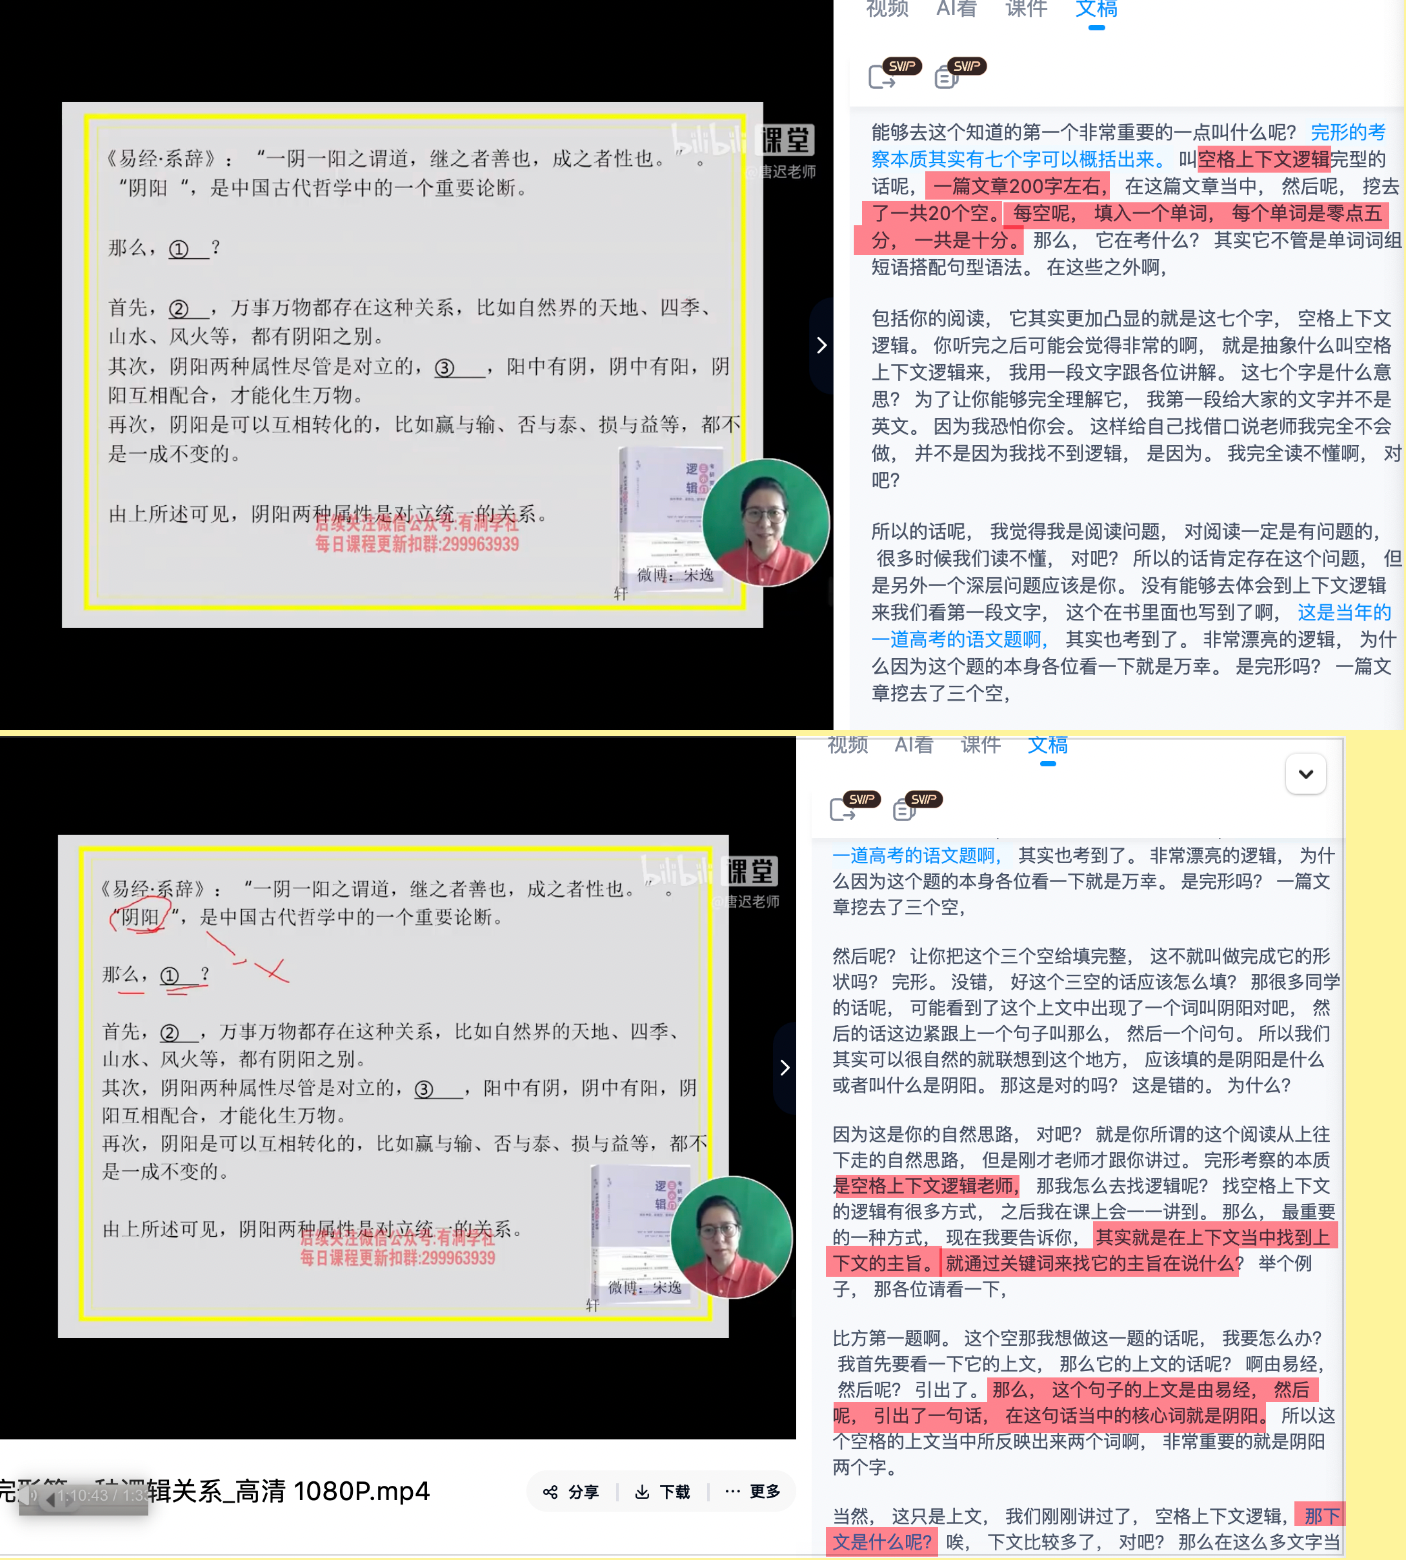 视频 AI看 课件 文稿
SVIP SVIP
bilibili 课堂
@唐迟老师
《易经·系辞》：“一阴一阳之谓道，继之者善也，成之者性也。”。
“阴阳“，是中国古代哲学中的一个重要论断。
那么，①？
首先，②，万事万物都存在这种关系，比如自然界的天地、四季、
山水、风火等，都有阴阳之别。
其次，阴阳两种属性尽管是对立的，③，阳中有阴，阴中有阳，阴
阳互相配合，才能化生万物。
再次，阴阳是可以互相转化的，比如赢与输、否与泰、损与益等，都不
是一成不变的。
由上所述可见，阴阳两种属性是对立统一的关系。
后续关注微信公众号:有润学社
每日课程更新扣群:299963939
逻辑
微博：宋逸
轩
能够去这个知道的第一个非常重要的一点叫什么呢？ 完形的考
察本质其实有七个字可以概括出来。 叫空格上下文逻辑完型的
话呢， 一篇文章200字左右， 在这篇文章当中， 然后呢， 挖去
了一共20个空。 每空呢， 填入一个单词， 每个单词是零点五
分， 一共是十分。 那么， 它在考什么？ 其实它不管是单词词组
短语搭配句型语法。 在这些之外啊，
包括你的阅读， 它其实更加凸显的就是这七个字， 空格上下文
逻辑。 你听完之后可能会觉得非常的啊， 就是抽象什么叫空格
上下文逻辑来， 我用一段文字跟各位讲解。 这七个字是什么意
思？ 为了让你能够完全理解它， 我第一段给大家的文字并不是
英文。 因为我恐怕你会。 这样给自己找借口说老师我完全不会
做， 并不是因为我找不到逻辑， 是因为。 我完全读不懂啊， 对
吧？
所以的话呢， 我觉得我是阅读问题， 对阅读一定是有问题的，
很多时候我们读不懂， 对吧？ 所以的话肯定存在这个问题， 但
是另外一个深层问题应该是你。 没有能够去体会到上下文逻辑
来我们看第一段文字， 这个在书里面也写到了啊， 这是当年的
一道高考的语文题啊， 其实也考到了。 非常漂亮的逻辑， 为什
么因为这个题的本身各位看一下就是万幸。 是完形吗？ 一篇文
章挖去了三个空，
视频 AI看 课件 文稿
SVIP SVIP
bilibili 课堂
@唐迟老师
《易经·系辞》：“一阴一阳之谓道，继之者善也，成之者性也。”。
“阴阳“，是中国古代哲学中的一个重要论断。
那么，①？
首先，②，万事万物都存在这种关系，比如自然界的天地、四季、
山水、风火等，都有阴阳之别。
其次，阴阳两种属性尽管是对立的，③，阳中有阴，阴中有阳，阴
阳互相配合，才能化生万物。
再次，阴阳是可以互相转化的，比如赢与输、否与泰、损与益等，都不
是一成不变的。
由上所述可见，阴阳两种属性是对立统一的关系。
后续关注微信公众号:有润学社
每日课程更新扣群:299963939
逻辑
微博：宋逸
轩
逻辑关系_高清 1080P.mp4
1:10:43
分享 下载 更多
一道高考的语文题啊， 其实也考到了。 非常漂亮的逻辑， 为什
么因为这个题的本身各位看一下就是万幸。 是完形吗？ 一篇文
章挖去了三个空，
然后呢？ 让你把这个三个空给填完整， 这不就叫做完成它的形
状吗？ 完形。 没错， 好这个三空的话应该怎么填？ 那很多同学
的话呢， 可能看到了这个上文中出现了一个词叫阴阳对吧， 然
后的话这边紧跟上一个句子叫那么， 然后一个问句。 所以我们
其实可以很自然的就联想到这个地方， 应该填的是阴阳是什么
或者叫什么是阴阳。 那这是对的吗？ 这是错的。 为什么？
因为这是你的自然思路， 对吧？ 就是你所谓的这个阅读从上往
下走的自然思路， 但是刚才老师才跟你讲过。 完形考察的本质
是空格上下文逻辑老师， 那我怎么去找逻辑呢？ 找空格上下文
的逻辑有很多方式， 之后我在课上会一一讲到。 那么， 最重要
的一种方式， 现在我要告诉你， 其实就是在上下文当中找到上
下文的主旨。 就通过关键词来找它的主旨在说什么？ 举个例
子， 那各位请看一下，
比方第一题啊。 这个空那我想做这一题的话呢， 我要怎么办？
我首先要看一下它的上文， 那么它的上文的话呢？ 啊由易经，
然后呢？ 引出了。 那么， 这个句子的上文是由易经， 然后
呢， 引出了一句话， 在这句话当中的核心词就是阴阳。 所以这
个空格的上文当中所反映出来两个词啊， 非常重要的就是阴阳
两个字。
当然， 这只是上文， 我们刚刚讲过了， 空格上下文逻辑， 那下
文是什么呢？ 唉， 下文比较多了， 对吧？ 那么在这么多文字当